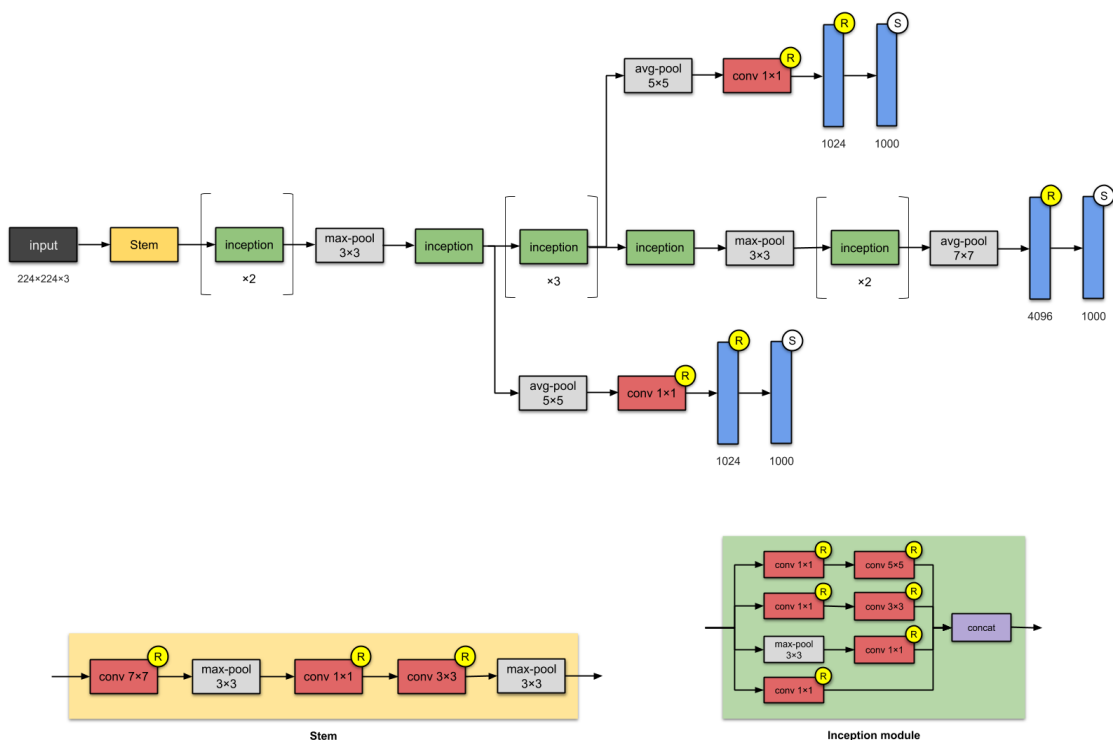 R
S
avg-pool
5×5
conv 1×1
R
1024
1000
input
224×224×3
Stem
inception
×2
max-pool
3×3
inception
inception
×3
inception
max-pool
3×3
inception
×2
avg-pool
7×7
R
S
4096
1000
avg-pool
5×5
conv 1×1
R
R
S
1024
1000
conv 7×7
R
max-pool
3×3
conv 1×1
R
conv 3×3
R
max-pool
3×3
Stem
conv 1×1
R
conv 5×5
R
conv 1×1
R
conv 3×3
R
max-pool
3×3
conv 1×1
R
conv 1×1
R
concat
Inception module